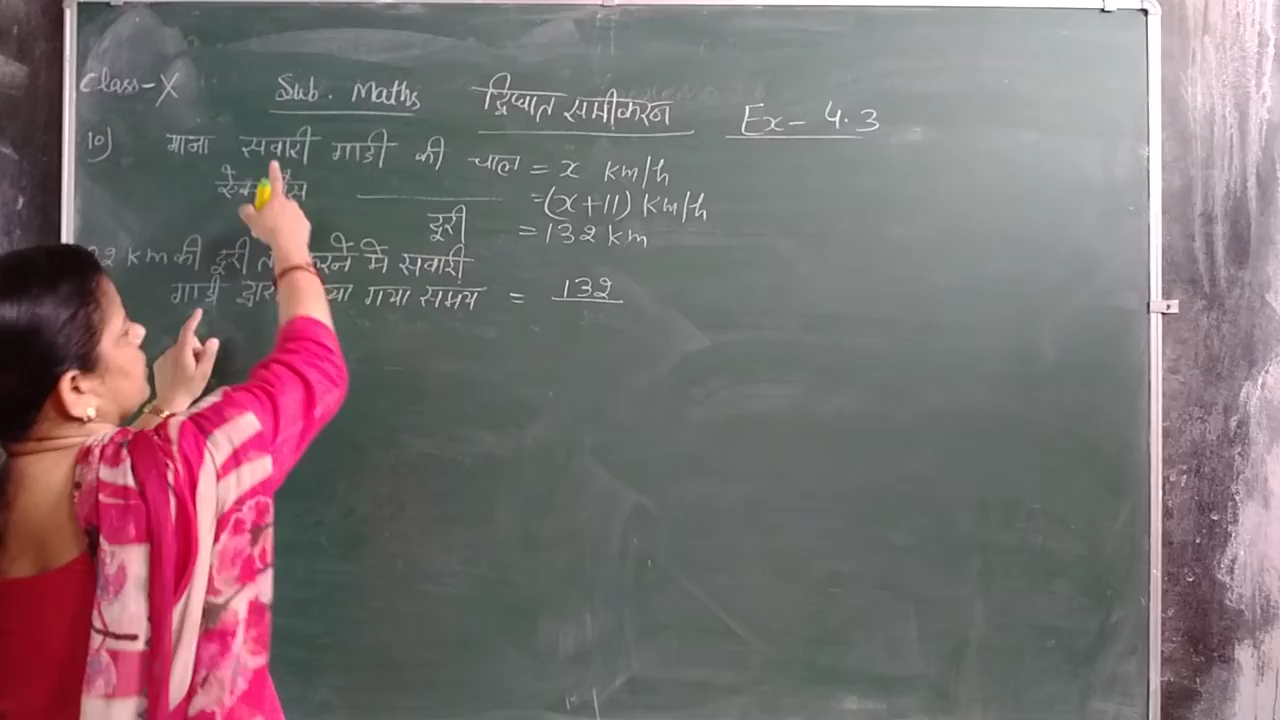 Class-X
Sub. Maths
द्विघात समीकरन
Ex- 4.3
10) माना सवारी गाडी की चाल = x km/h
=(x+11) km/h
दूरी =132 km
km की दूरी करने मे सवारी
गाडी गया समय = 132